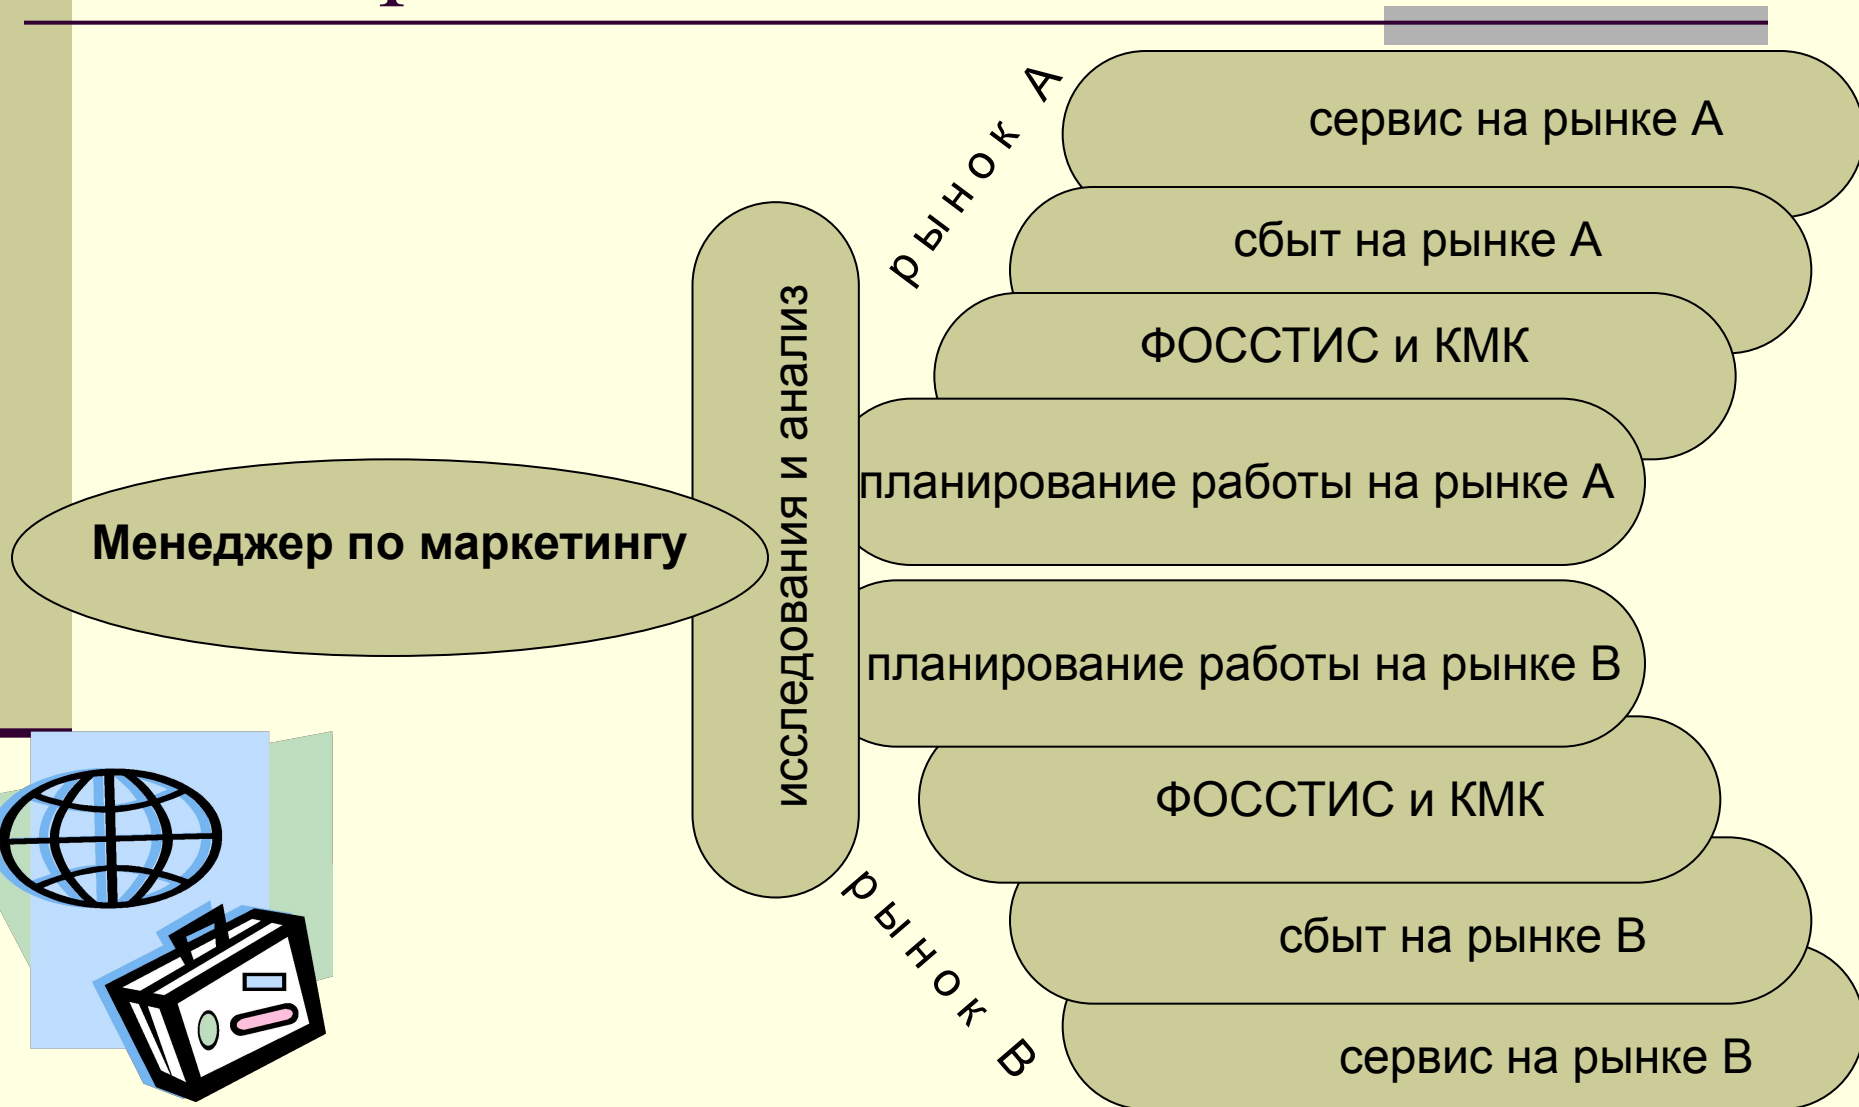 рынок А
сервис на рынке А
сбыт на рынке А
ФОССТИС и КМК
планирование работы на рынке А
исследования и анализ
Менеджер по маркетингу
планирование работы на рынке В
ФОССТИС и КМК
сбыт на рынке В
сервис на рынке В
рынок В